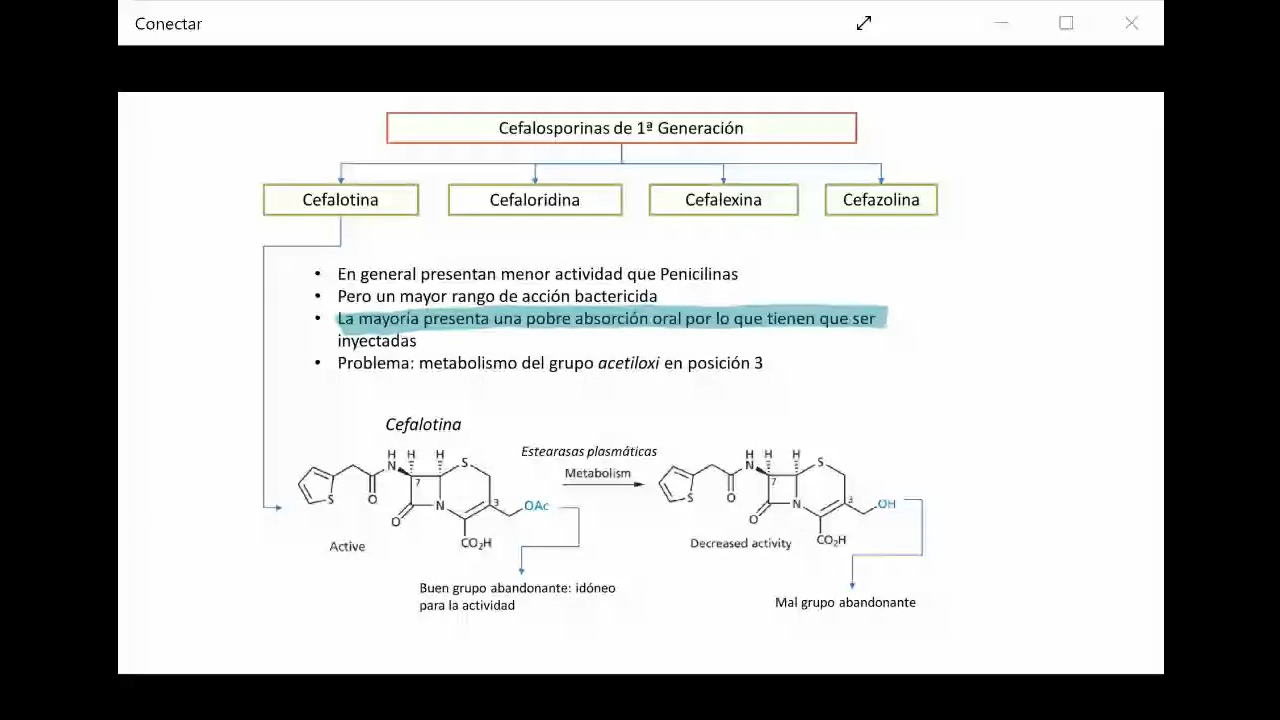 Conectar
Cefalosporinas de 1ª Generación
Cefalotina
Cefaloridina
Cefalexina
Cefazolina
• En general presentan menor actividad que Penicilinas
• Pero un mayor rango de acción bactericida
• La mayoría presenta una pobre absorción oral por lo que tienen que ser
inyectadas
• Problema: metabolismo del grupo acetiloxi en posición 3
Cefalotina
Estearasas plasmáticas
Metabolism
N H H H S
7
S O
O N 3 OAc
CO₂H
Active
N H H H S
7
S O
O N 3 OH
CO₂H
Decreased activity
Buen grupo abandonante: idóneo
para la actividad
Mal grupo abandonante